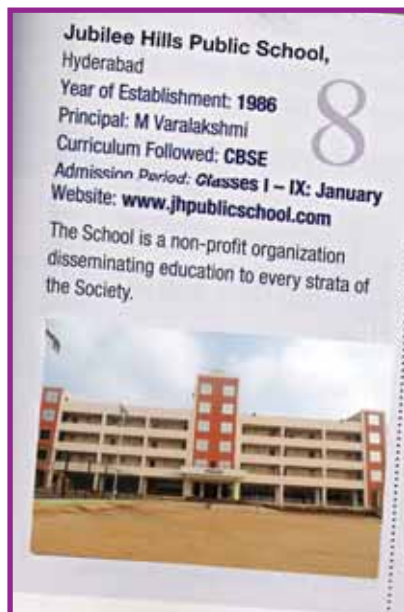 Jubilee Hills Public School,
Hyderabad
8
Year of Establishment: 1986
Principal: M Varalakshmi
Curriculum Followed: CBSE
Admission Period: Classes I – IX: January
Website: www.jhpublicschool.com
The School is a non-profit organization
disseminating education to every strata of
the Society.